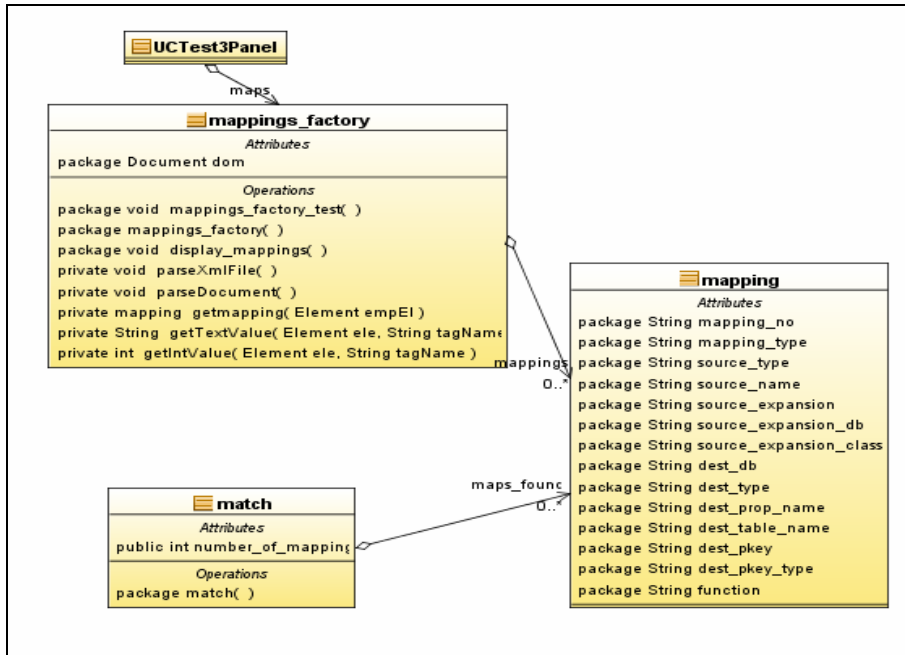 UCTest3Panel
maps
mappings_factory
Attributes
package Document dom
Operations
package void mappings_factory_test( )
package mappings_factory( )
package void display_mappings( )
private void parseXmlFile( )
private void parseDocument( )
private mapping getmapping( Element empEl )
private String getTextValue( Element ele, String tagName
private int getIntValue( Element ele, String tagName )
mappings
0..*
mapping
Attributes
package String mapping_no
package String mapping_type
package String source_type
package String source_name
package String source_expansion
package String source_expansion_db
package String source_expansion_class
package String dest_db
package String dest_type
package String dest_prop_name
package String dest_table_name
package String dest_pkey
package String dest_pkey_type
package String function
maps_found
0..*
match
Attributes
public int number_of_mapping
Operations
package match( )